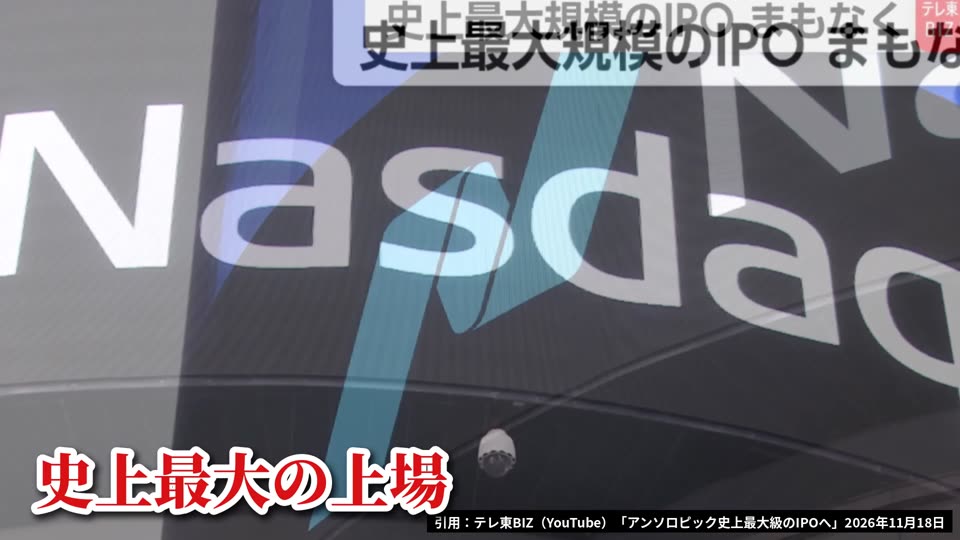 史上最大規模のIPO まもなく
テレ東
BIZ
史上最大規模のIPO まもな
Nasdaq
Na
史上最大の上場
引用：テレ東BIZ（YouTube）「アンソロピック史上最大級のIPOへ」2026年11月18日